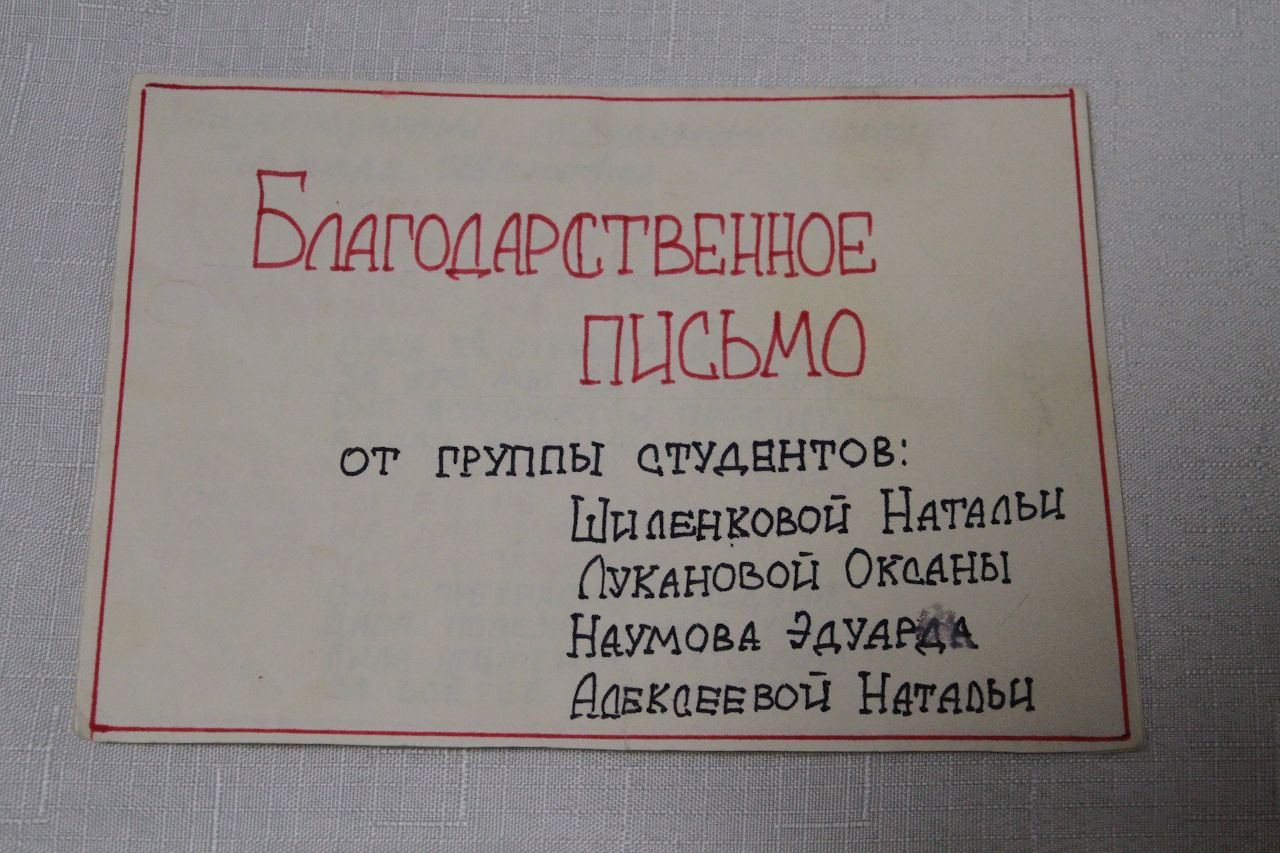 Благодарственное
письмо
от группы студентов:
Шиленковой Натальи
Лукановой Оксаны
Наумова Эдуарда
Алексеевой Натальи